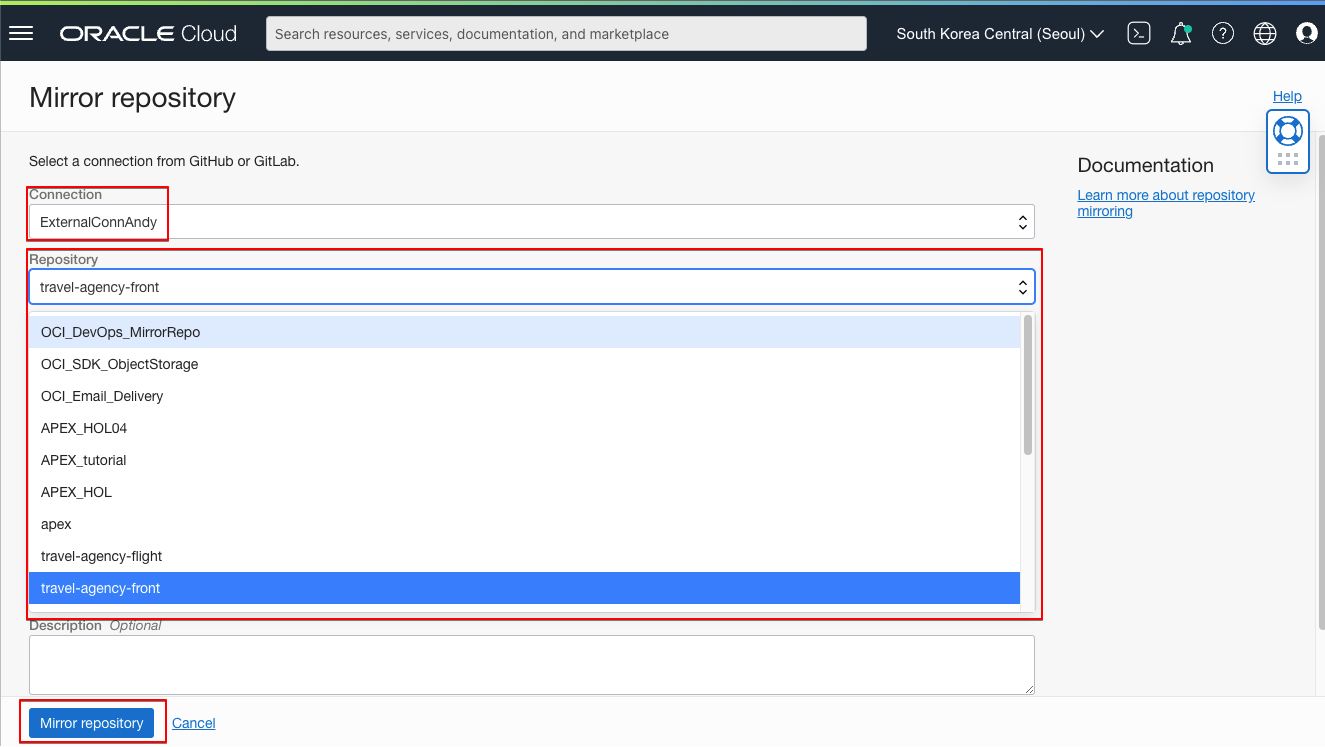 ORACLE Cloud
Search resources, services, documentation, and marketplace
South Korea Central (Seoul)
Mirror repository
Help
Select a connection from GitHub or GitLab.
Documentation
Learn more about repository
mirroring
Connection
ExternalConnAndy
Repository
travel-agency-front
OCI_DevOps_MirrorRepo
OCI_SDK_ObjectStorage
OCI_Email_Delivery
APEX_HOL04
APEX_tutorial
APEX_HOL
apex
travel-agency-flight
travel-agency-front
Description Optional
Mirror repository
Cancel